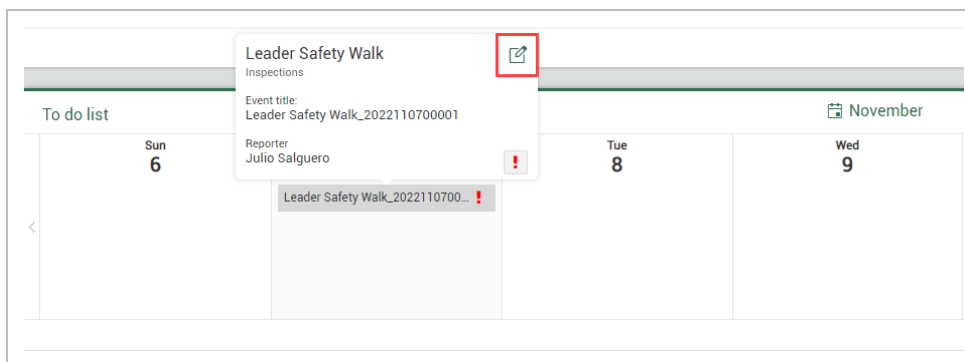 Leader Safety Walk
Inspections
Event title:
Leader Safety Walk_2022110700001
Reporter
Julio Salguero
To do list
November
Sun
6
Tue
8
Wed
9
Leader Safety Walk_2022110700...